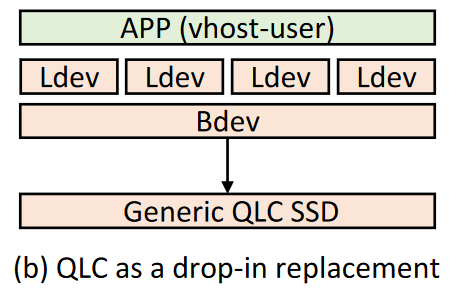 APP (vhost-user)
Ldev Ldev Ldev Ldev
Bdev
Generic QLC SSD
(b) QLC as a drop-in replacement